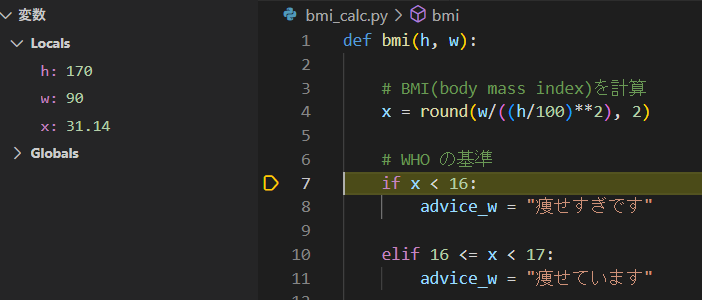 変数
Locals
h: 170
w: 90
x: 31.14
Globals
bmi_calc.py > bmi
1 def bmi(h, w):
2
3 # BMI(body mass index)を計算
4 x = round(w/((h/100)**2), 2)
5
6 # WHO の基準
7 if x < 16:
8 advice_w = "痩せすぎです"
9
10 elif 16 <= x < 17:
11 advice_w = "痩せています"